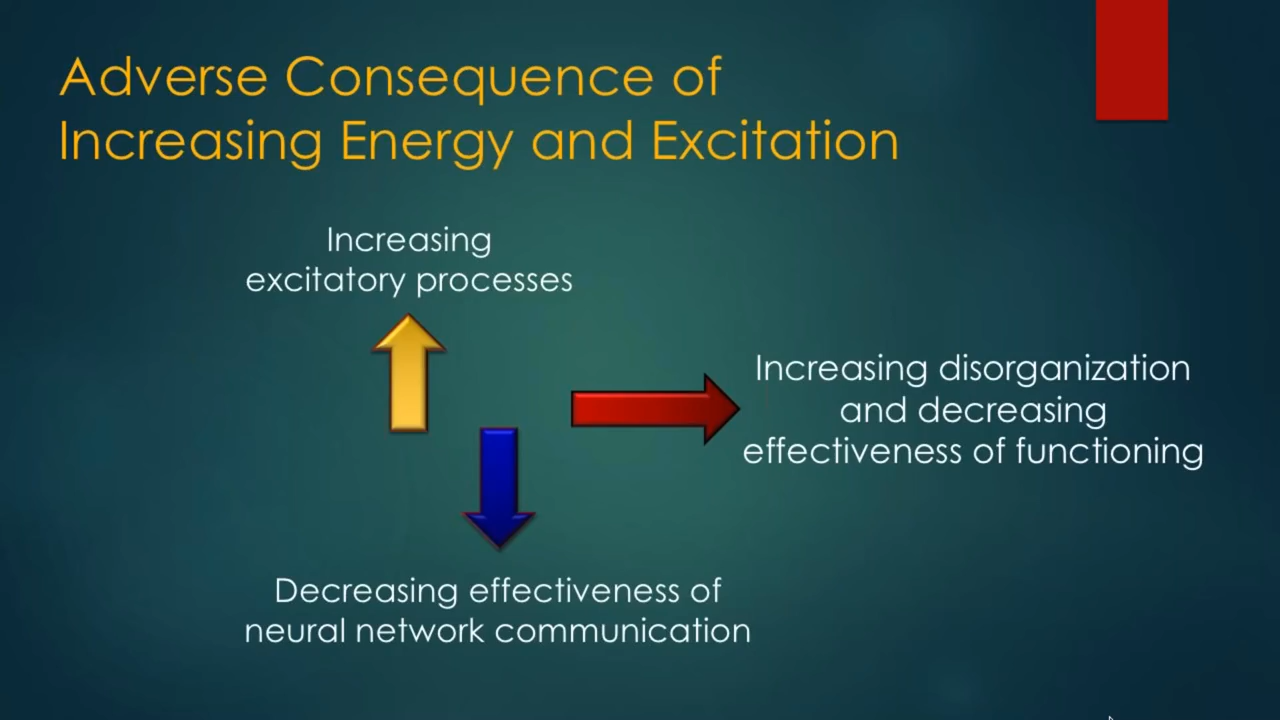 Adverse Consequence of
Increasing Energy and Excitation
Increasing
excitatory processes
Increasing disorganization
and decreasing
effectiveness of functioning
Decreasing effectiveness of
neural network communication